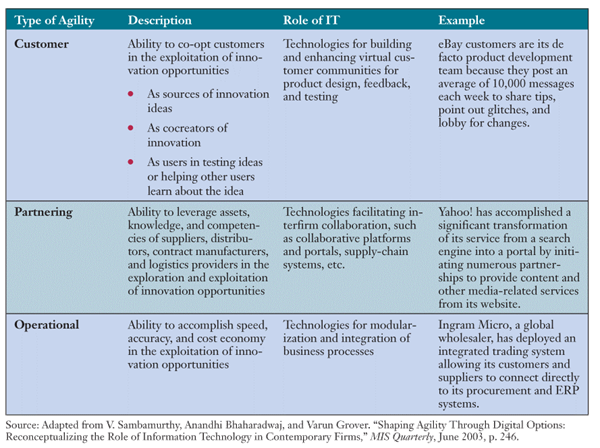 Type of Agility Description Role of IT Example
Customer
Ability to co-opt customers
in the exploitation of inno-
vation opportunities
• As sources of innovation
ideas
• As cocreators of
innovation
• As users in testing ideas
or helping other users
learn about the idea
Technologies for building
and enhancing virtual cus-
tomer communities for
product design, feedback,
and testing
eBay customers are its de
facto product development
team because they post an
average of 10,000 messages
each week to share tips,
point out glitches, and
lobby for changes.
Partnering
Ability to leverage assets,
knowledge, and competen-
cies of suppliers, distribu-
tors, contract manufacturers,
and logistics providers in the
exploration and exploitation
of innovation opportunities
Technologies facilitating in-
terfirm collaboration, such
as collaborative platforms
and portals, supply-chain
systems, etc.
Yahoo! has accomplished a
significant transformation
of its service from a search
engine into a portal by initi-
ating numerous partner-
ships to provide content and
other media-related services
from its website.
Operational
Ability to accomplish speed,
accuracy, and cost economy
in the exploitation of inno-
vation opportunities
Technologies for modular-
ization and integration of
business processes
Ingram Micro, a global
wholesaler, has deployed an
integrated trading system
allowing its customers and
suppliers to connect directly
to its procurement and ERP
systems.
Source: Adapted from V. Sambamurthy, Anandhi Bhaharadwaj, and Varun Grover. “Shaping Agility Through Digital Options:
Reconceptualizing the Role of Information Technology in Contemporary Firms,” MIS Quarterly, June 2003, p. 246.